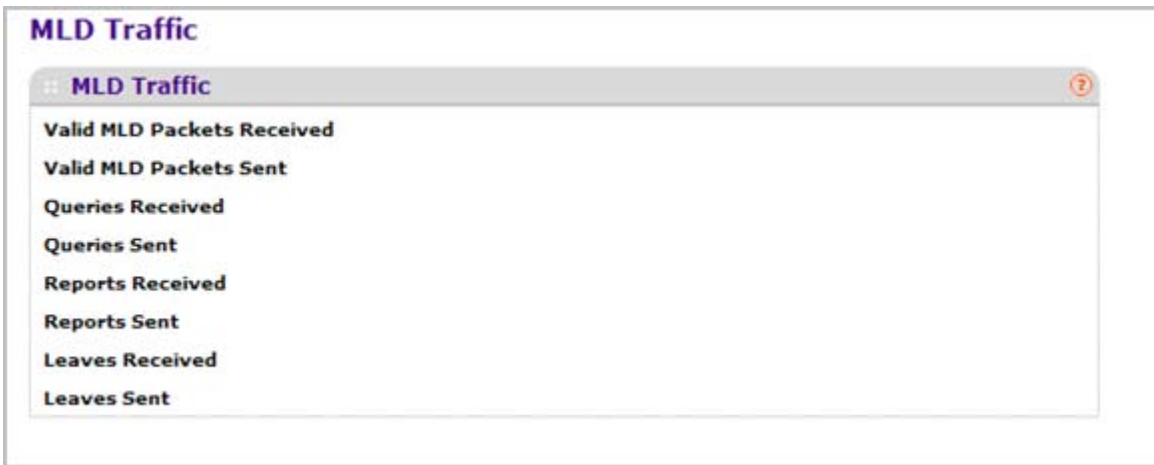 MLD Traffic
MLD Traffic
?
Valid MLD Packets Received
Valid MLD Packets Sent
Queries Received
Queries Sent
Reports Received
Reports Sent
Leaves Received
Leaves Sent